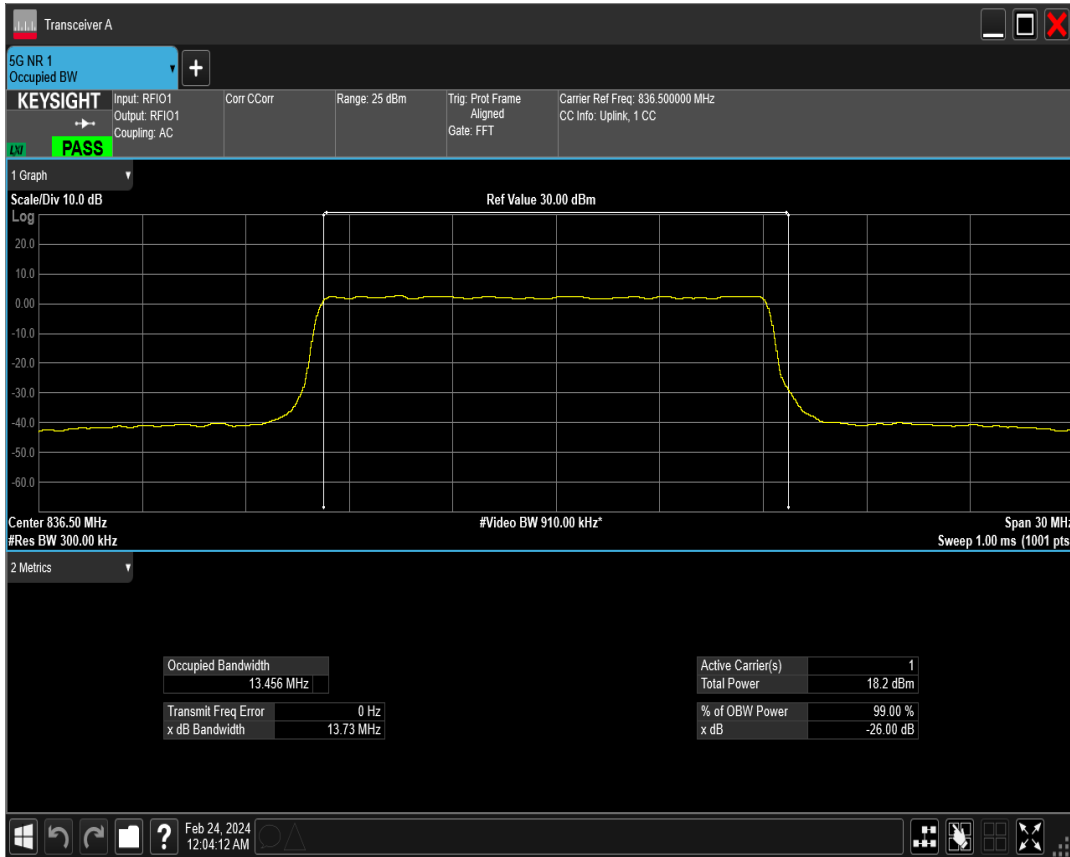 Transceiver A
5G NR 1
Occupied BW
KEYSIGHT
LXI
PASS
Input: RFIO1
Output: RFIO1
Coupling: AC
Corr CCorr
Range: 25 dBm
Trig: Prot Frame
Aligned
Gate: FFT
Carrier Ref Freq: 836.500000 MHz
CC Info: Uplink, 1 CC
1 Graph
Scale/Div 10.0 dB
Ref Value 30.00 dBm
Log
20.0
10.0
0.00
-10.0
-20.0
-30.0
-40.0
-50.0
-60.0
Center 836.50 MHz
#Video BW 910.00 kHz*
Span 30 MHz
#Res BW 300.00 kHz
Sweep 1.00 ms (1001 pts
2 Metrics
Occupied Bandwidth
13.456 MHz
Transmit Freq Error 0 Hz
x dB Bandwidth 13.73 MHz
Active Carrier(s) 1
Total Power 18.2 dBm
% of OBW Power 99.00 %
x dB -26.00 dB
?
Feb 24, 2024
12:04:12 AM